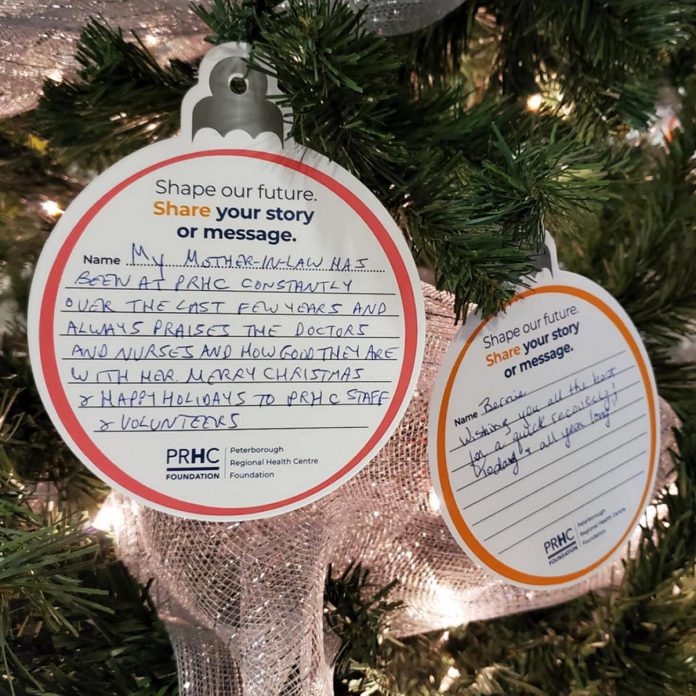 Shape our future.
Share your story
or message.
Name MY MOTHER-IN-LAW HAS
BEEN AT PRHC CONSTANTLY
OVER THE LAST FEW YEARS AND
ALWAYS PRAISES THE DOCTORS
AND NURSES AND HOW GOOD THEY ARE
WITH HER. MERRY CHRISTMAS
& HAPPY HOLIDAYS TO PRHC STAFF
& VOLUNTEERS
PRHC
FOUNDATION
Peterborough
Regional Health Centre
Foundation
Shape our future.
Share your story
or message.
Name Bernie
Wishing you all the best
for a quick recovery!
Today & all year long!
PRHC
FOUNDATION
Peterborough
Regional Health Centre
Foundation